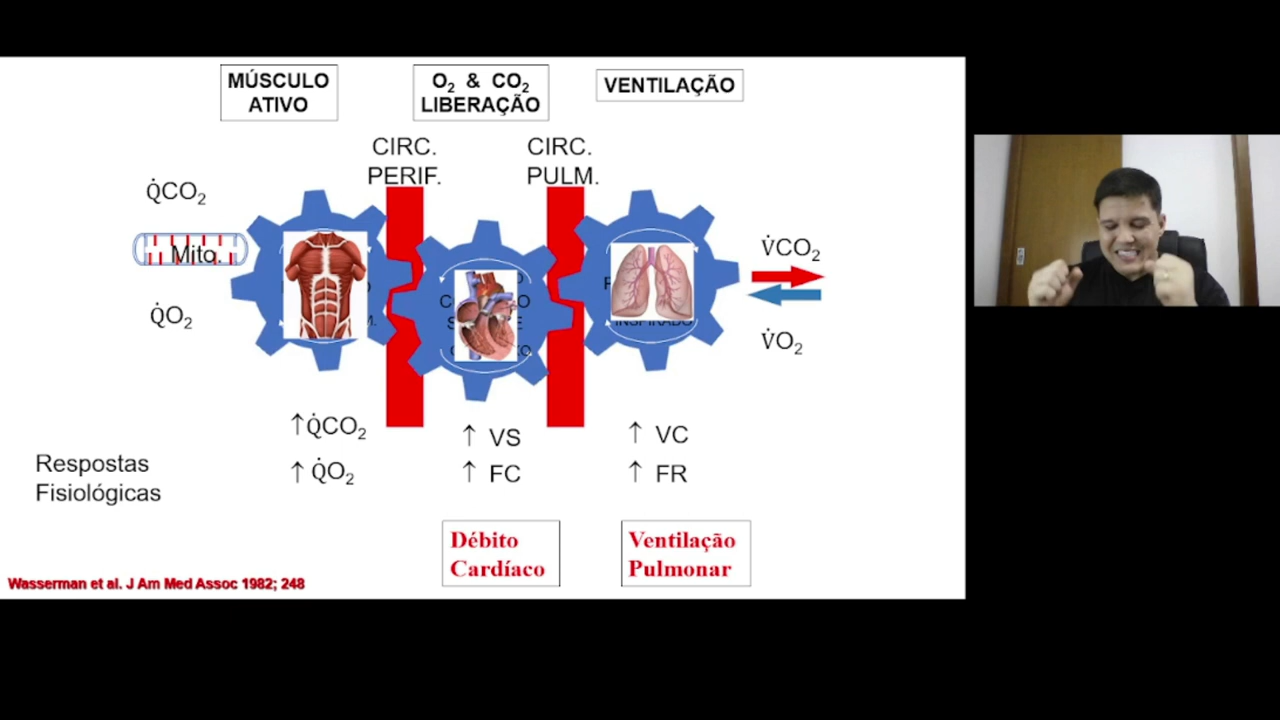 MÚSCULO
ATIVO
O₂ & CO₂
LIBERAÇÃO
VENTILAÇÃO
CIRC.
PERIF.
CIRC.
PULM.
Q̇CO₂
Mito.
Q̇O₂
INSPIRADO
V̇CO₂
V̇O₂
↑Q̇CO₂
↑ Q̇O₂
↑ VS
↑ FC
↑ VC
↑ FR
Respostas
Fisiológicas
Débito
Cardíaco
Ventilação
Pulmonar
Wasserman et al. J Am Med Assoc 1982; 248